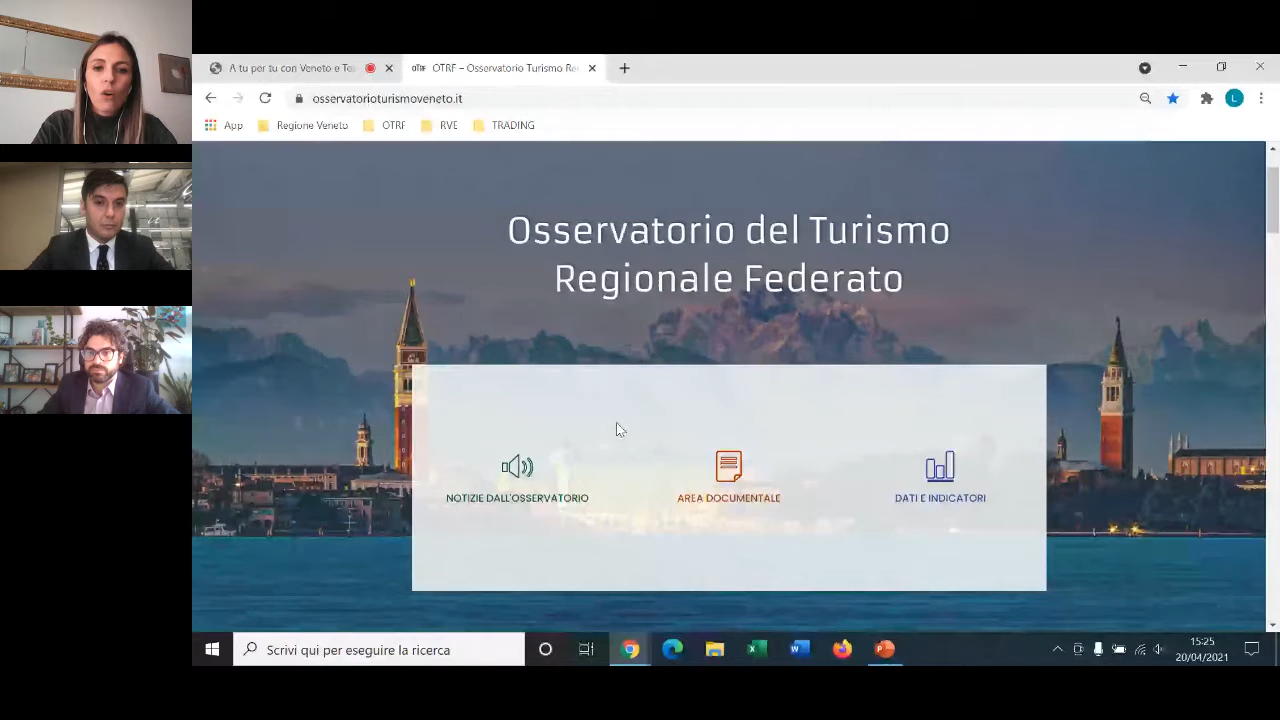 A tu per tu con Veneto e To
OTRF – Osservatorio Turismo Re
osservatorioturismoveneto.it
L
App
Regione Veneto
OTRF
RVE
TRADING
Osservatorio del Turismo
Regionale Federato
NOTIZIE DALL'OSSERVATORIO
AREA DOCUMENTALE
DATI E INDICATORI
Scrivi qui per eseguire la ricerca
15:25
20/04/2021